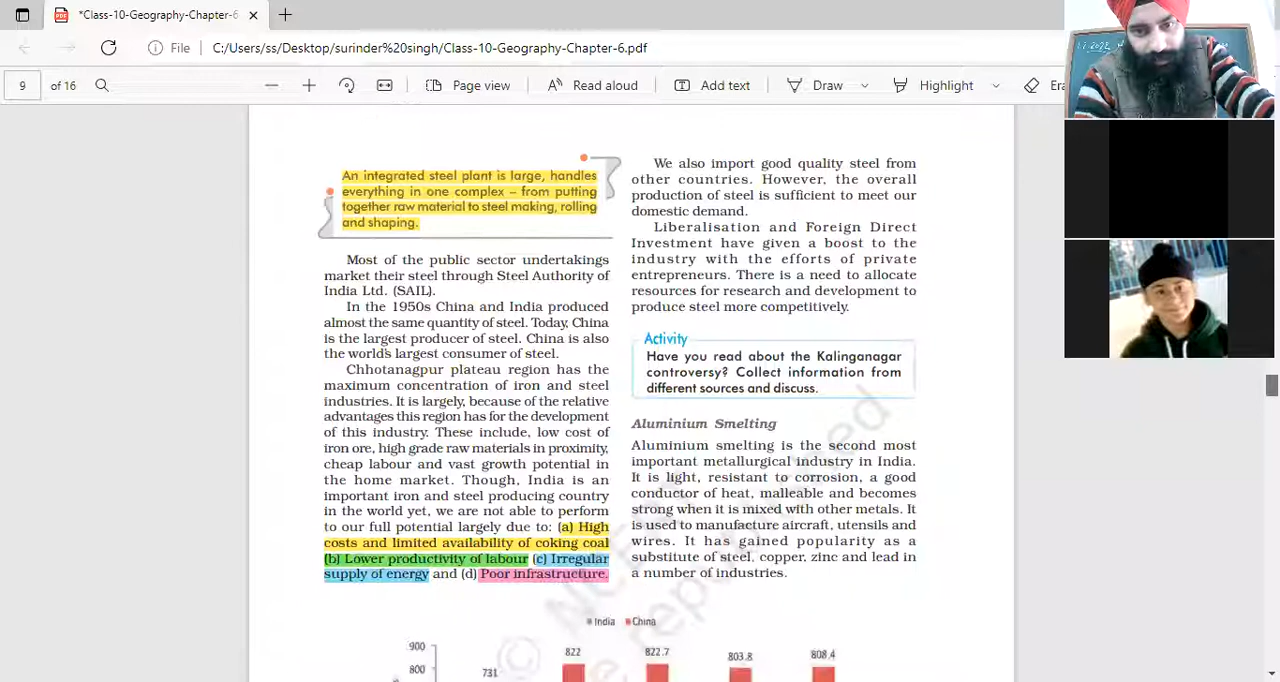 *Class-10-Geography-Chapter-6
File
C:/Users/ss/Desktop/surinder%20singh/Class-10-Geography-Chapter-6.pdf
9 of 16
Page view
Read aloud
Add text
Draw
Highlight
An integrated steel plant is large, handles
everything in one complex – from putting
together raw material to steel making, rolling
and shaping.
Most of the public sector undertakings
market their steel through Steel Authority of
India Ltd. (SAIL).
In the 1950s China and India produced
almost the same quantity of steel. Today, China
is the largest producer of steel. China is also
the world's largest consumer of steel.
Chhotanagpur plateau region has the
maximum concentration of iron and steel
industries. It is largely, because of the relative
advantages this region has for the development
of this industry. These include, low cost of
iron ore, high grade raw materials in proximity,
cheap labour and vast growth potential in
the home market. Though, India is an
important iron and steel producing country
in the world yet, we are not able to perform
to our full potential largely due to: (a) High
costs and limited availability of coking coal
(b) Lower productivity of labour (c) Irregular
supply of energy and (d) Poor infrastructure.
We also import good quality steel from
other countries. However, the overall
production of steel is sufficient to meet our
domestic demand.
Liberalisation and Foreign Direct
Investment have given a boost to the
industry with the efforts of private
entrepreneurs. There is a need to allocate
resources for research and development to
produce steel more competitively.
Activity
Have you read about the Kalinganagar
controversy? Collect information from
different sources and discuss.
Aluminium Smelting
Aluminium smelting is the second most
important metallurgical industry in India.
It is light, resistant to corrosion, a good
conductor of heat, malleable and becomes
strong when it is mixed with other metals. It
is used to manufacture aircraft, utensils and
wires. It has gained popularity as a
substitute of steel, copper, zinc and lead in
a number of industries.
India China
900
800
731
822
822.7
803.8
808.4